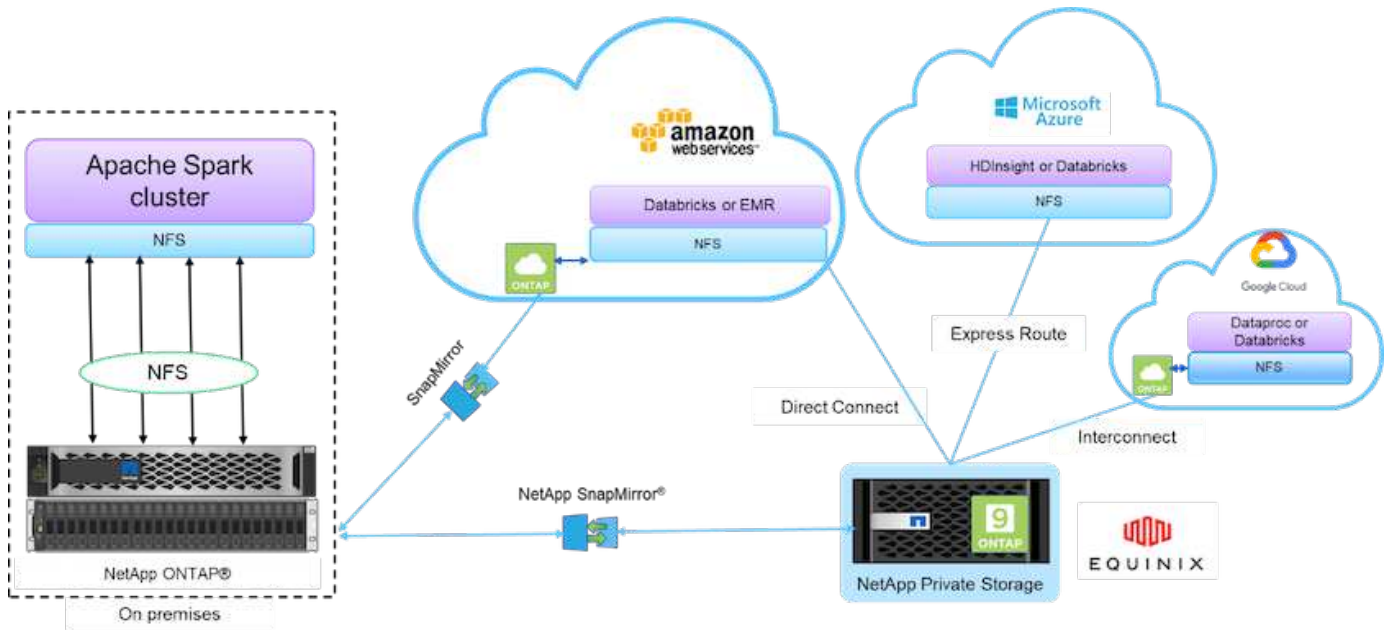 Apache Spark
cluster
NFS
NFS
NetApp ONTAP®
On premises
amazon
web services™
Databricks or EMR
NFS
ONTAP
SnapMirror
NetApp SnapMirror®
Microsoft
Azure
HDInsight or Databricks
NFS
Express Route
Direct Connect
Google Cloud
Dataproc or
Databricks
NFS
ONTAP
Interconnect
9
ONTAP
NetApp Private Storage
EQUINIX